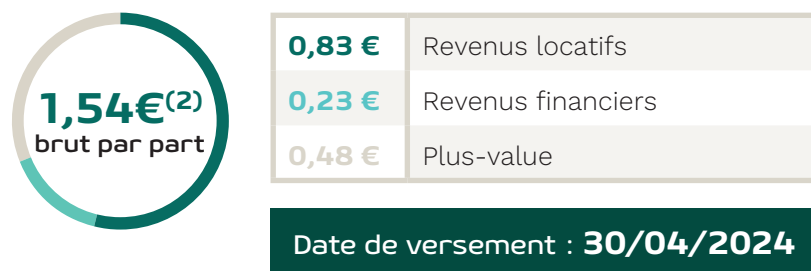 1,54€(2)
brut par part
0,83 € Revenus locatifs
0,23 € Revenus financiers
0,48 € Plus-value
Date de versement : 30/04/2024